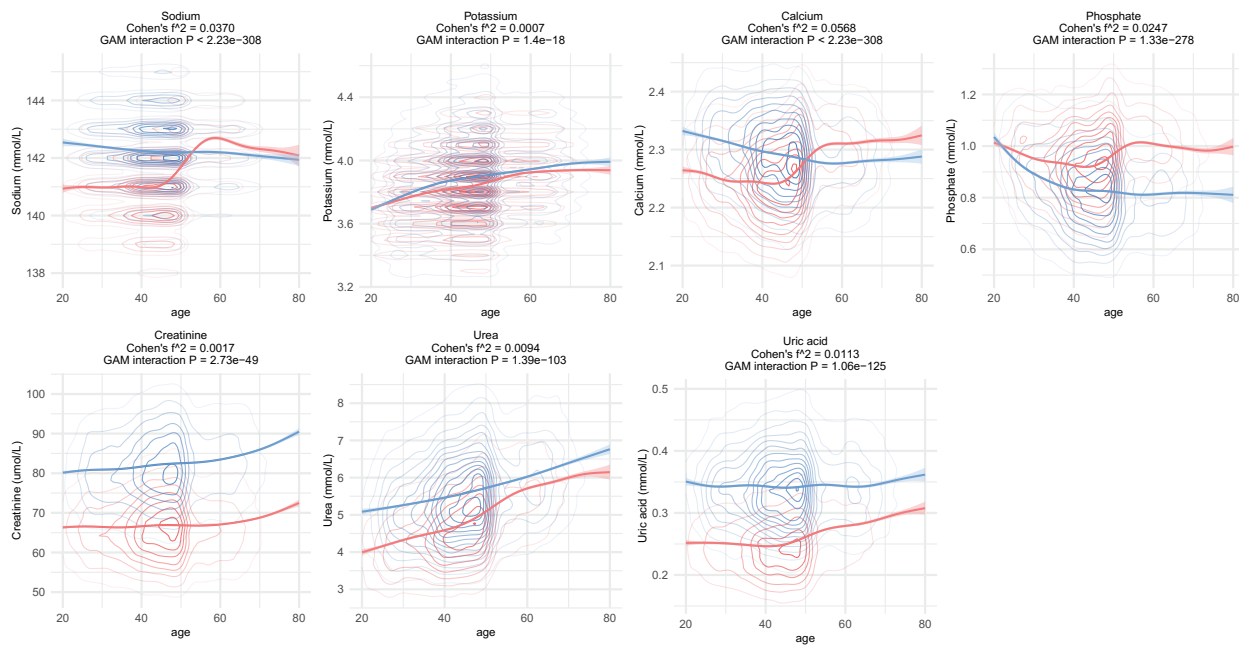 Sodium
Cohen's f^2 = 0.0370
GAM interaction P < 2.23e−308
Sodium (mmol/L)
144
142
140
138
20
40
60
80
age
Potassium
Cohen's f^2 = 0.0007
GAM interaction P = 1.4e−18
Potassium (mmol/L)
4.4
4.0
3.6
3.2
20
40
60
80
age
Calcium
Cohen's f^2 = 0.0568
GAM interaction P < 2.23e−308
Calcium (mmol/L)
2.4
2.3
2.2
2.1
20
40
60
80
age
Phosphate
Cohen's f^2 = 0.0247
GAM interaction P = 1.33e−278
Phosphate (mmol/L)
1.2
1.0
0.8
0.6
20
40
60
80
age
Creatinine
Cohen's f^2 = 0.0017
GAM interaction P = 2.73e−49
Creatinine (umol/L)
100
90
80
70
60
50
20
40
60
80
age
Urea
Cohen's f^2 = 0.0094
GAM interaction P = 1.39e−103
Urea (mmol/L)
8
7
6
5
4
3
20
40
60
80
age
Uric acid
Cohen's f^2 = 0.0113
GAM interaction P = 1.06e−125
Uric acid (mmol/L)
0.5
0.4
0.3
0.2
20
40
60
80
age